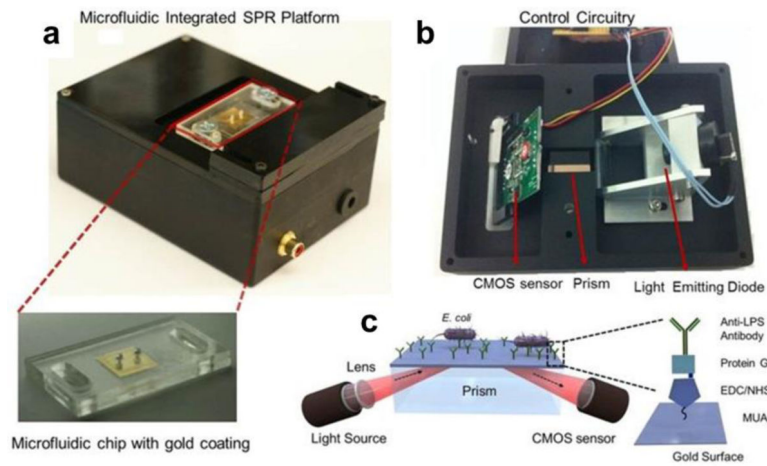 Microfluidic Integrated SPR Platform
a
Microfluidic chip with gold coating
Control Circuitry
b
CMOS sensor Prism Light Emitting Diode
c
E. coli
Lens
Prism
Light Source
CMOS sensor
Anti-LPS
Antibody
Protein G
EDC/NHS
MUA
Gold Surface